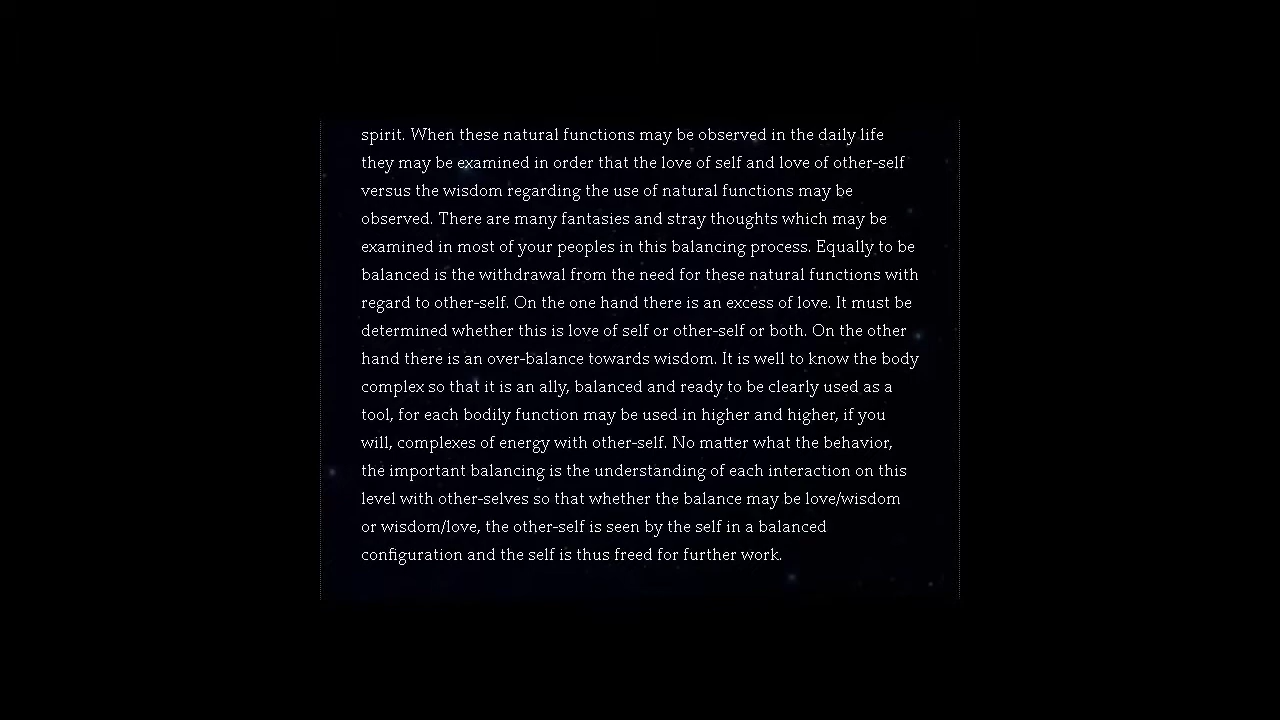 spirit. When these natural functions may be observed in the daily life
they may be examined in order that the love of self and love of other-self
versus the wisdom regarding the use of natural functions may be
observed. There are many fantasies and stray thoughts which may be
examined in most of your peoples in this balancing process. Equally to be
balanced is the withdrawal from the need for these natural functions with
regard to other-self. On the one hand there is an excess of love. It must be
determined whether this is love of self or other-self or both. On the other
hand there is an over-balance towards wisdom. It is well to know the body
complex so that it is an ally, balanced and ready to be clearly used as a
tool, for each bodily function may be used in higher and higher, if you
will, complexes of energy with other-self. No matter what the behavior,
the important balancing is the understanding of each interaction on this
level with other-selves so that whether the balance may be love/wisdom
or wisdom/love, the other-self is seen by the self in a balanced
configuration and the self is thus freed for further work.